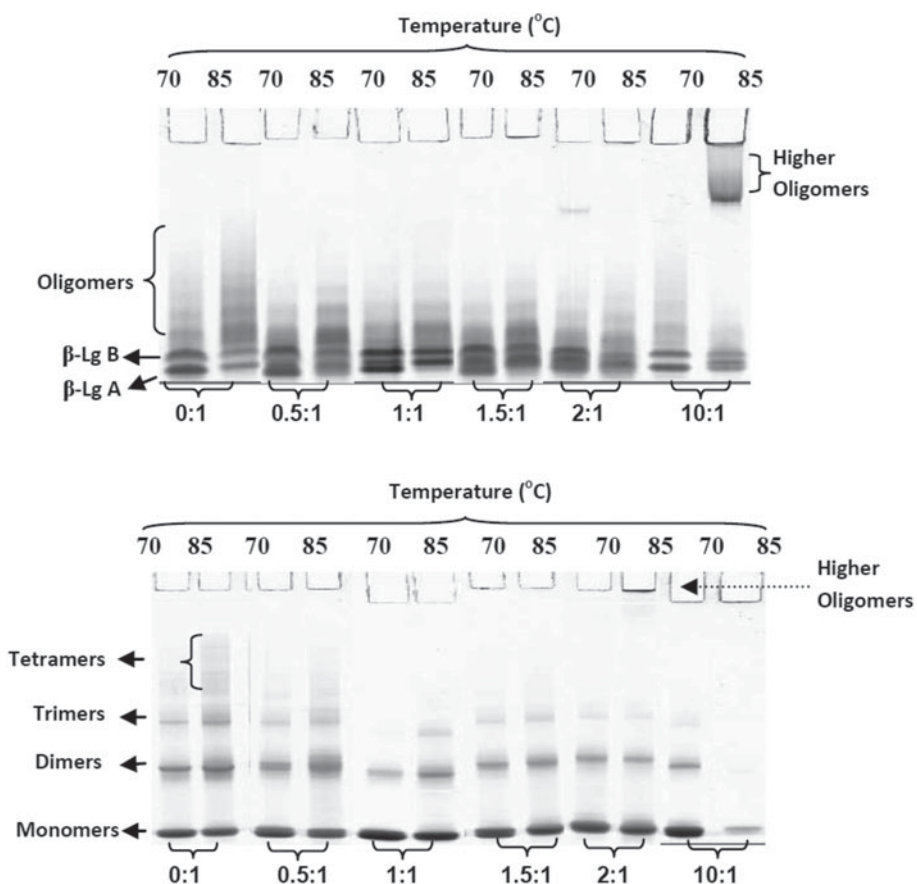 Temperature (°C)
70 85 70 85 70 85 70 85 70 85 70 85
Higher
Oligomers
Oligomers
β-Lg B
β-Lg A
0:1 0.5:1 1:1 1.5:1 2:1 10:1
Temperature (°C)
70 85 70 85 70 85 70 85 70 85 70 85
Higher
Oligomers
Tetramers
Trimers
Dimers
Monomers
0:1 0.5:1 1:1 1.5:1 2:1 10:1